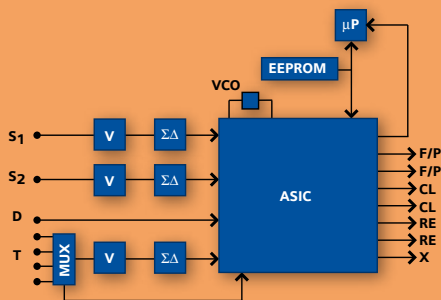 μP
EEPROM
VCO
S1 V ΣΔ F/P
F/P
S2 V ΣΔ CL
ASIC
CL
D RE
RE
T MUX V ΣΔ X